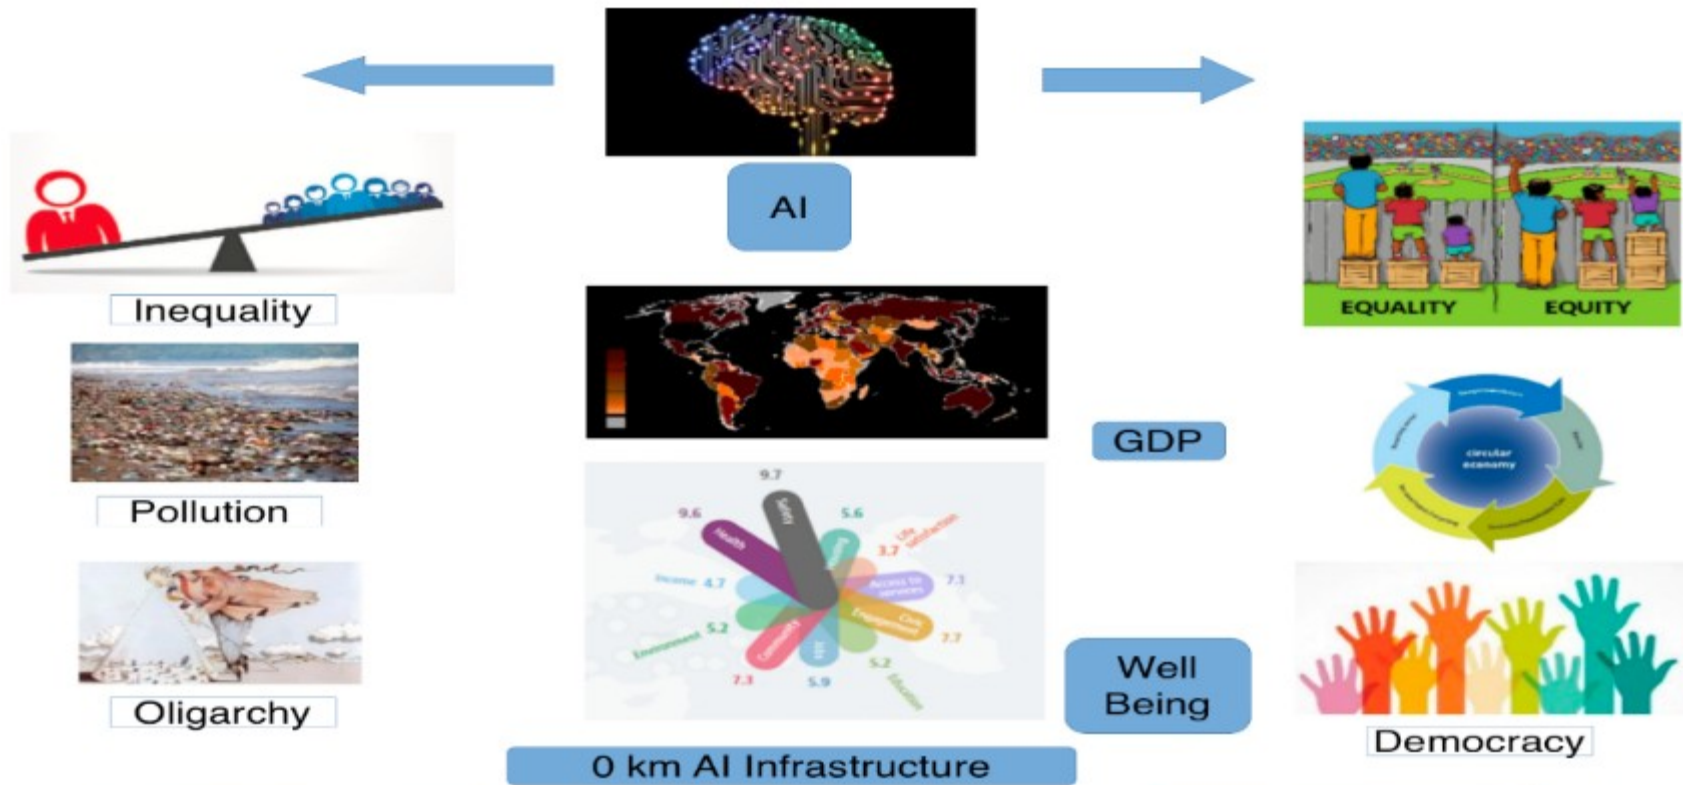 AI
Inequality
EQUALITY
EQUITY
GDP
circular
economy
Pollution
9.7
Safety
9.6
Health
5.6
3.7
Life
satisfaction
Income 4.7
Access to
services
7.1
Environment 5.2
Civic
Engagement
7.7
Community
7.3
Jobs
5.9
5.2
Education
Well
Being
Oligarchy
Democracy
0 km AI Infrastructure